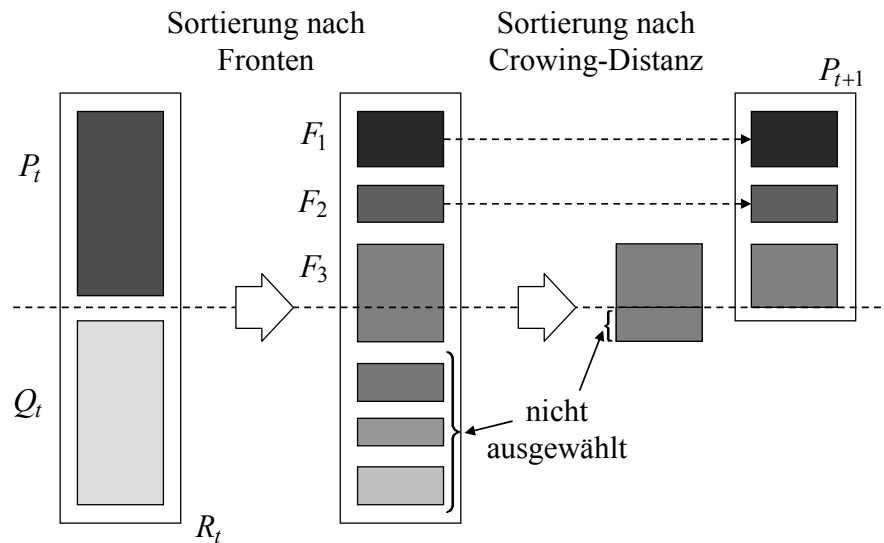 Sortierung nach
Fronten
Sortierung nach
Crowing-Distanz
P_{t+1}
P_t
F_1
F_2
F_3
Q_t
nicht
ausgewählt
R_t